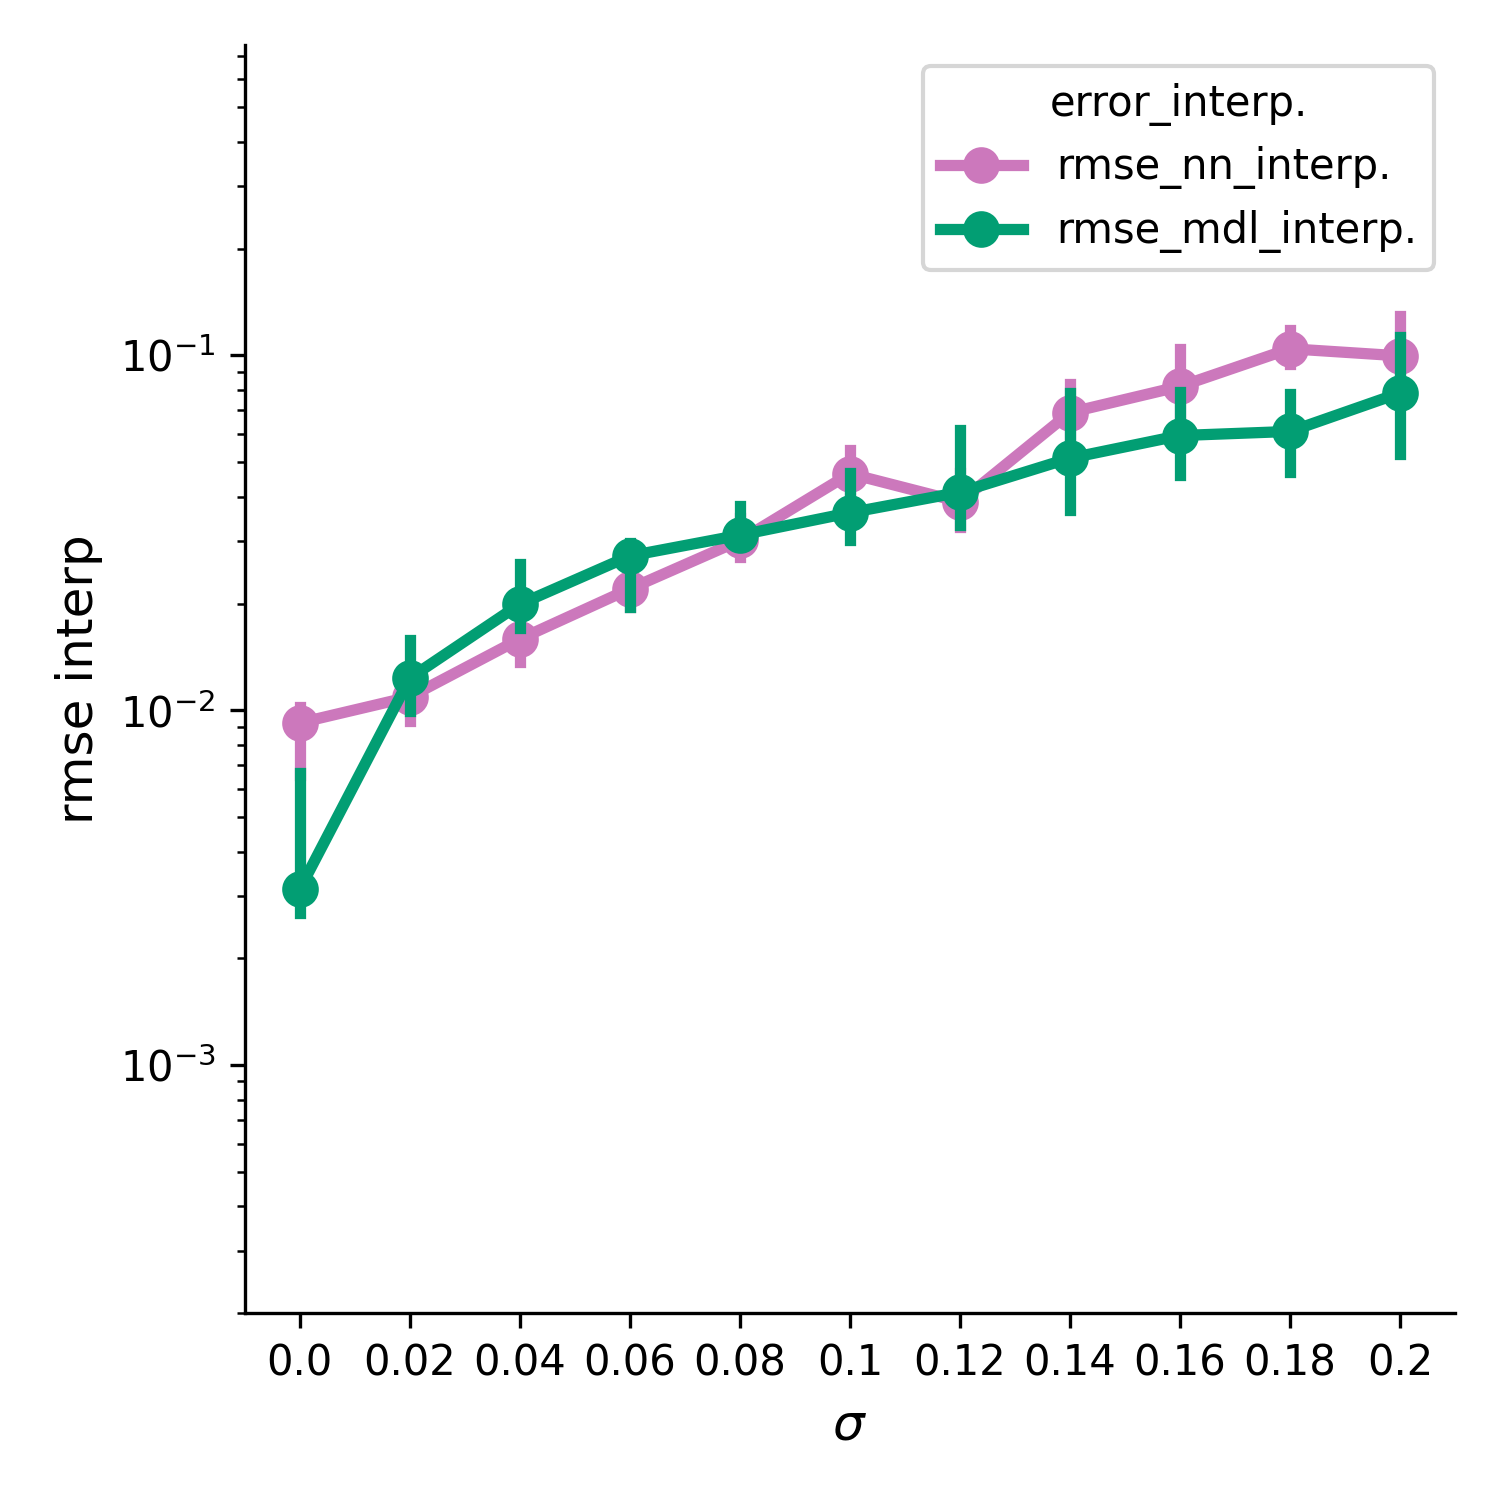 error_interp.
rmse_nn_interp.
rmse_mdl_interp.
rmse interp
10⁻¹
10⁻²
10⁻³
0.0 0.02 0.04 0.06 0.08 0.1 0.12 0.14 0.16 0.18 0.2
σ